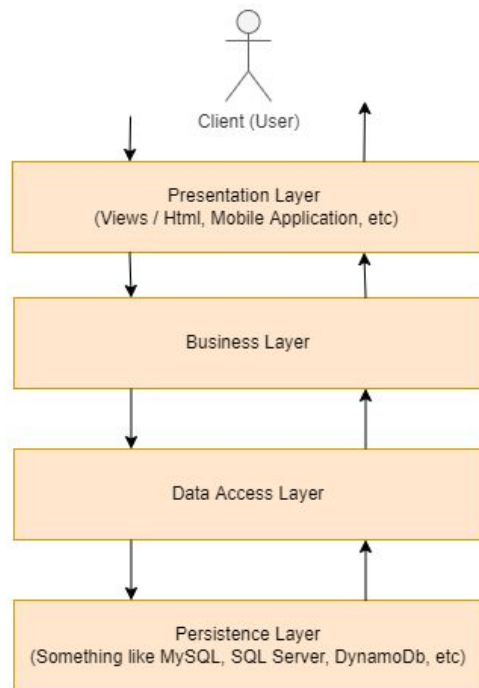 Client (User)
Presentation Layer
(Views / Html, Mobile Application, etc)
Business Layer
Data Access Layer
Persistence Layer
(Something like MySQL, SQL Server, DynamoDb, etc)